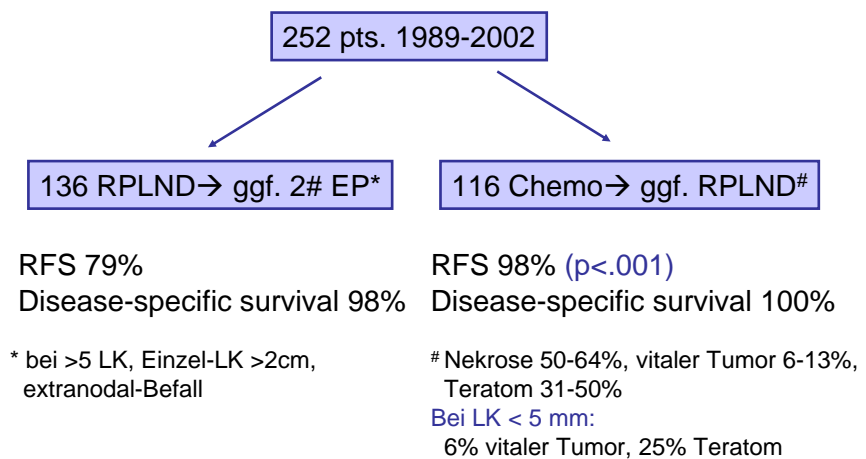 252 pts. 1989-2002
136 RPLND→ ggf. 2# EP*
116 Chemo→ ggf. RPLND#
RFS 79%
Disease-specific survival 98%
* bei >5 LK, Einzel-LK >2cm,
extranodal-Befall
RFS 98% (p<.001)
Disease-specific survival 100%
# Nekrose 50-64%, vitaler Tumor 6-13%,
Teratom 31-50%
Bei LK < 5 mm:
6% vitaler Tumor, 25% Teratom